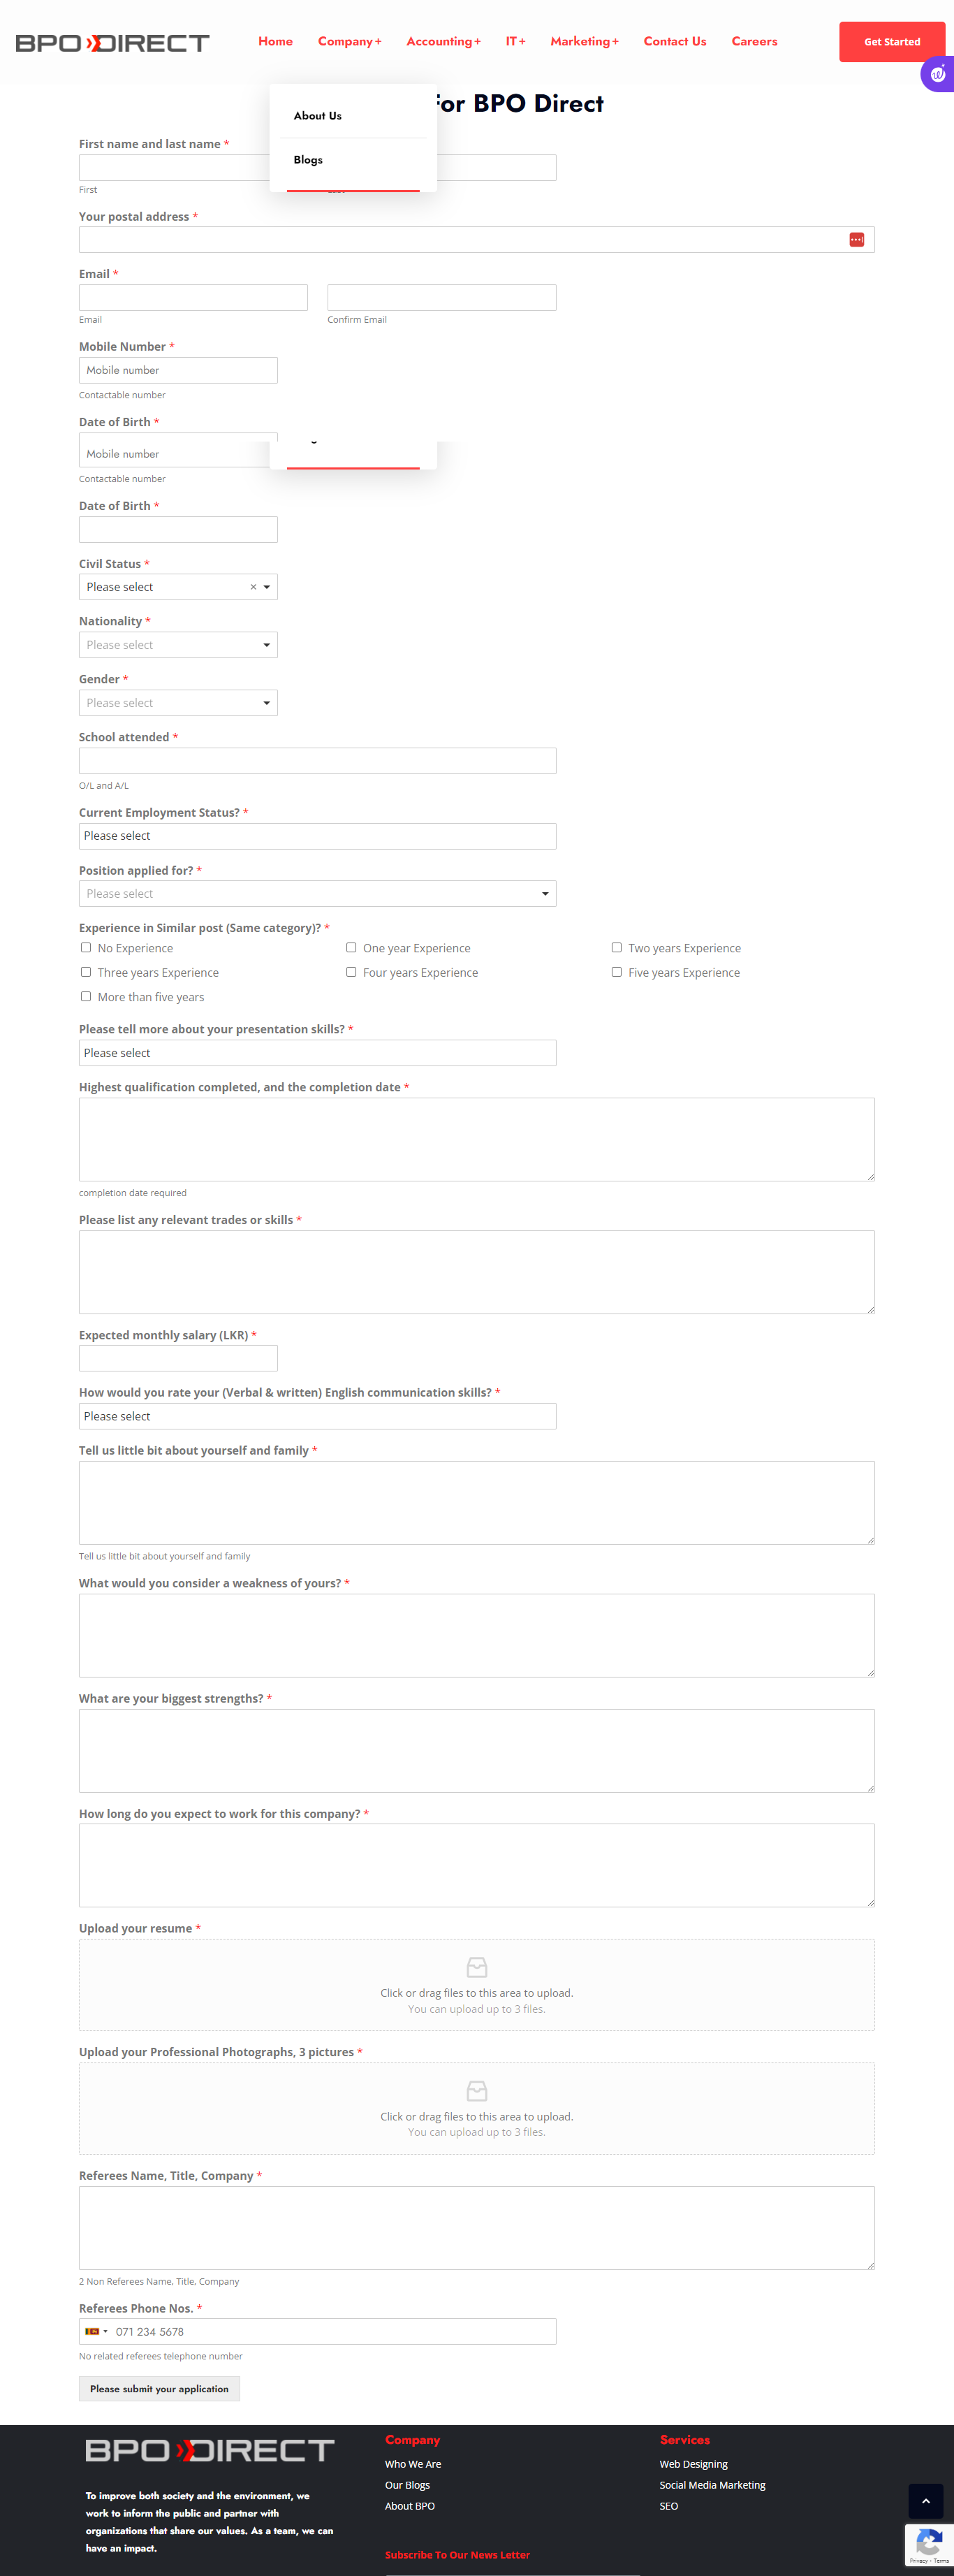 BPO DIRECT
Home Company + Accounting + IT + Marketing + Contact Us Careers
Get Started
For BPO Direct
About Us
Blogs
First name and last name *
First
Your postal address *
Email *
Email Confirm Email
Mobile Number *
Mobile number
Contactable number
Date of Birth *
Mobile number
Contactable number
Date of Birth *
Civil Status *
Please select ×
Nationality *
Please select
Gender *
Please select
School attended *
O/L and A/L
Current Employment Status? *
Please select
Position applied for? *
Please select
Experience in Similar post (Same category)? *
No Experience One year Experience Two years Experience
Three years Experience Four years Experience Five years Experience
More than five years
Please tell more about your presentation skills? *
Please select
Highest qualification completed, and the completion date *
completion date required
Please list any relevant trades or skills *
Expected monthly salary (LKR) *
How would you rate your (Verbal & written) English communication skills? *
Please select
Tell us little bit about yourself and family *
Tell us little bit about yourself and family
What would you consider a weakness of yours? *
What are your biggest strengths? *
How long do you expect to work for this company? *
Upload your resume *
Click or drag files to this area to upload.
You can upload up to 3 files.
Upload your Professional Photographs, 3 pictures *
Click or drag files to this area to upload.
You can upload up to 3 files.
Referees Name, Title, Company *
2 Non Referees Name, Title, Company
Referees Phone Nos. *
071 234 5678
No related referees telephone number
Please submit your application
BPO DIRECT
To improve both society and the environment, we
work to inform the public and partner with
organizations that share our values. As a team, we can
have an impact.
Company
Who We Are
Our Blogs
About BPO
Subscribe To Our News Letter
Services
Web Designing
Social Media Marketing
SEO
Privacy - Terms